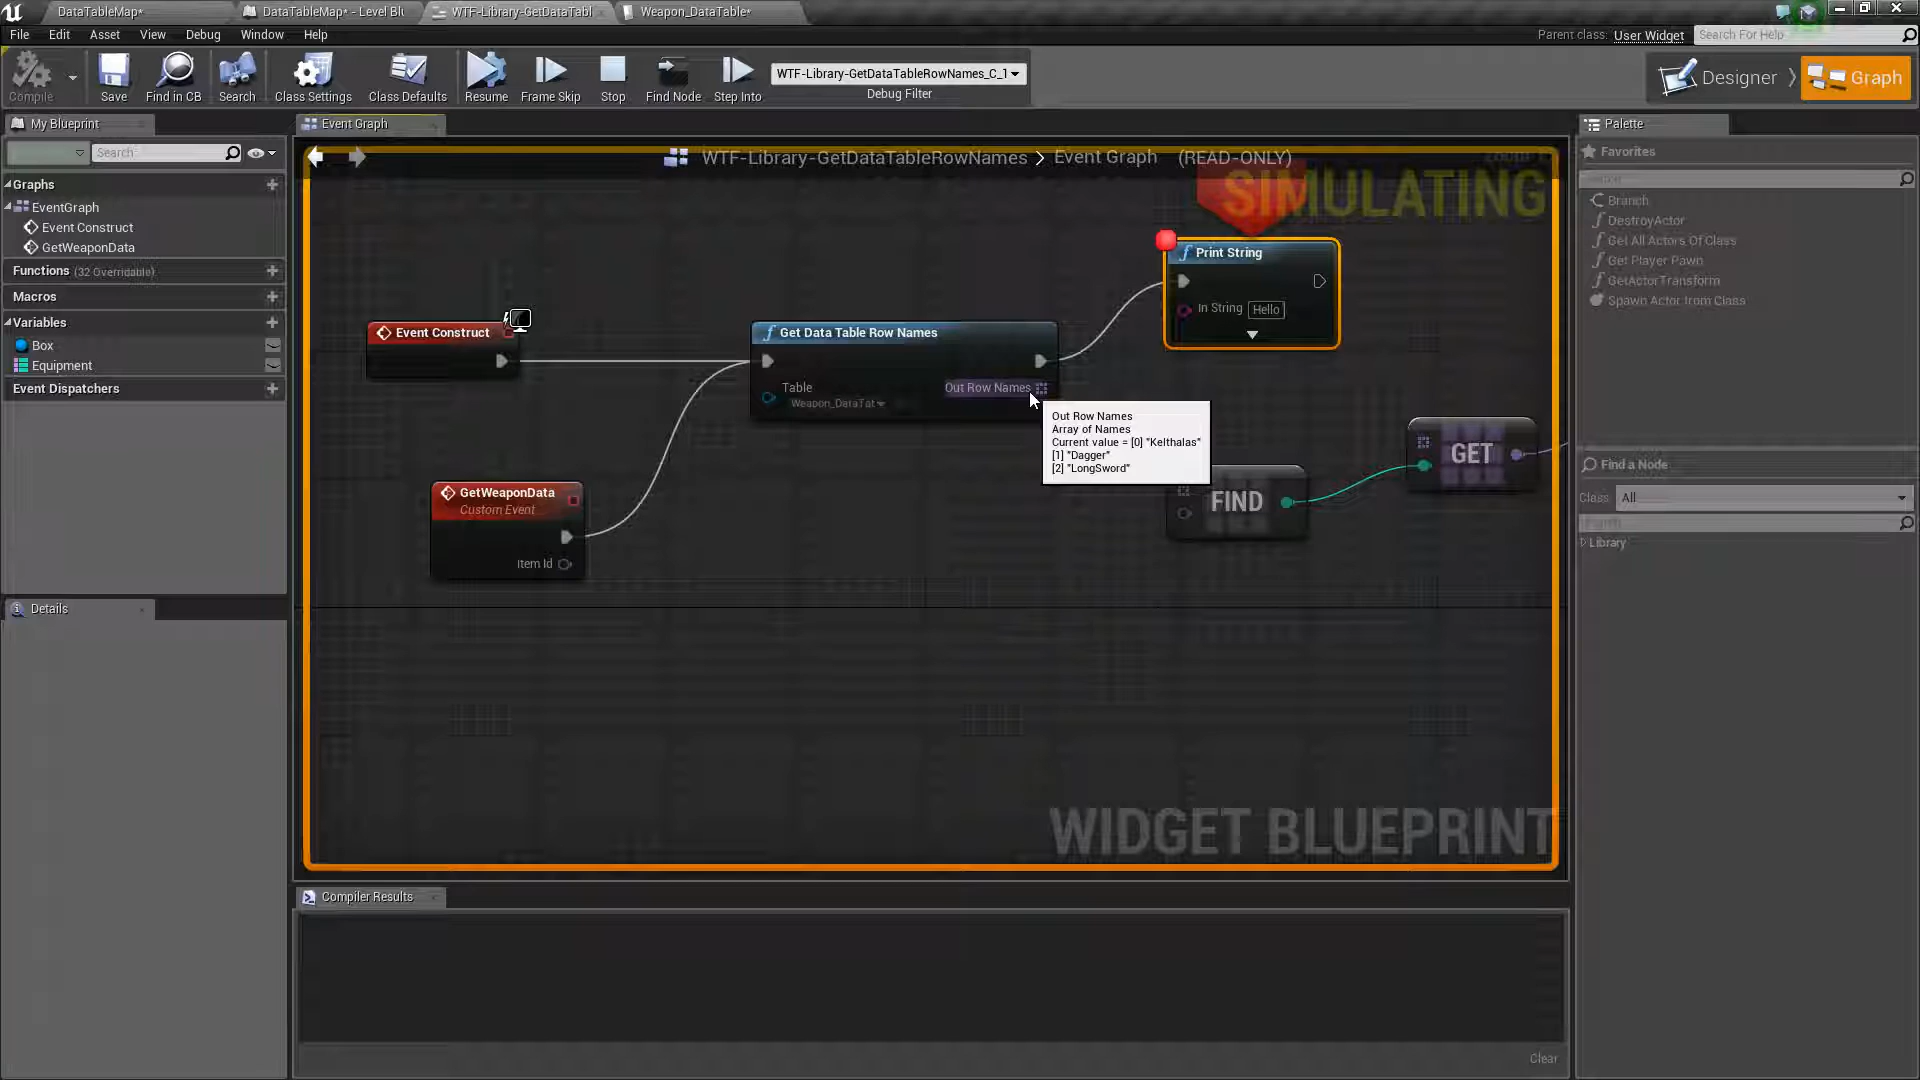 DataTableMap*
DataTableMap* - Level Blu
WTF-Library-GetDataTabl
Weapon_DataTable*
File Edit Asset View Debug Window Help
Parent class: User Widget
Search For Help
Compile
Save
Find in CB
Search
Class Settings
Class Defaults
Resume
Frame Skip
Stop
Find Node
Step Into
WTF-Library-GetDataTableRowNames_C_1
Debug Filter
Designer
Graph
My Blueprint
Search
Graphs
EventGraph
Event Construct
GetWeaponData
Functions (32 Overridable)
Macros
Variables
Box
Equipment
Event Dispatchers
Details
Event Graph
WTF-Library-GetDataTableRowNames > Event Graph (READ-ONLY)
SIMULATING
Event Construct
Get Data Table Row Names
Table
Weapon_DataTat
Out Row Names
Print String
In String Hello
Out Row Names
Array of Names
Current value = [0] "Kelthalas"
[1] "Dagger"
[2] "LongSword"
GetWeaponData
Custom Event
Item Id
FIND
GET
WIDGET BLUEPRINT
Compiler Results
Clear
Palette
Favorites
Branch
DestroyActor
Get All Actors Of Class
Get Player Pawn
GetActorTransform
Spawn Actor from Class
Find a Node
Class: All
Library